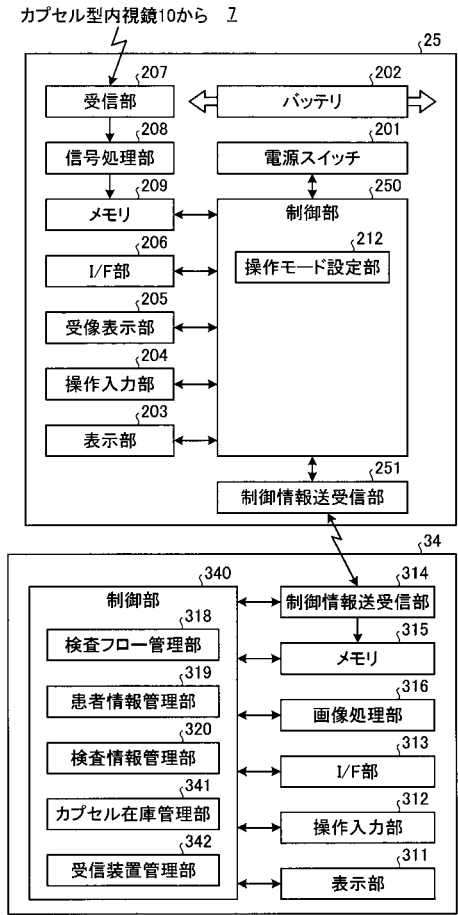 カプセル型内視鏡10から 7
25
207
受信部
202
バッテリ
208
信号処理部
201
電源スイッチ
209
メモリ
250
制御部
212
操作モード設定部
206
I/F部
205
受像表示部
204
操作入力部
203
表示部
251
制御情報送受信部
34
340
制御部
314
制御情報送受信部
318
検査フロー管理部
315
メモリ
319
患者情報管理部
316
画像処理部
320
検査情報管理部
313
I/F部
341
カプセル在庫管理部
312
操作入力部
342
受信装置管理部
311
表示部